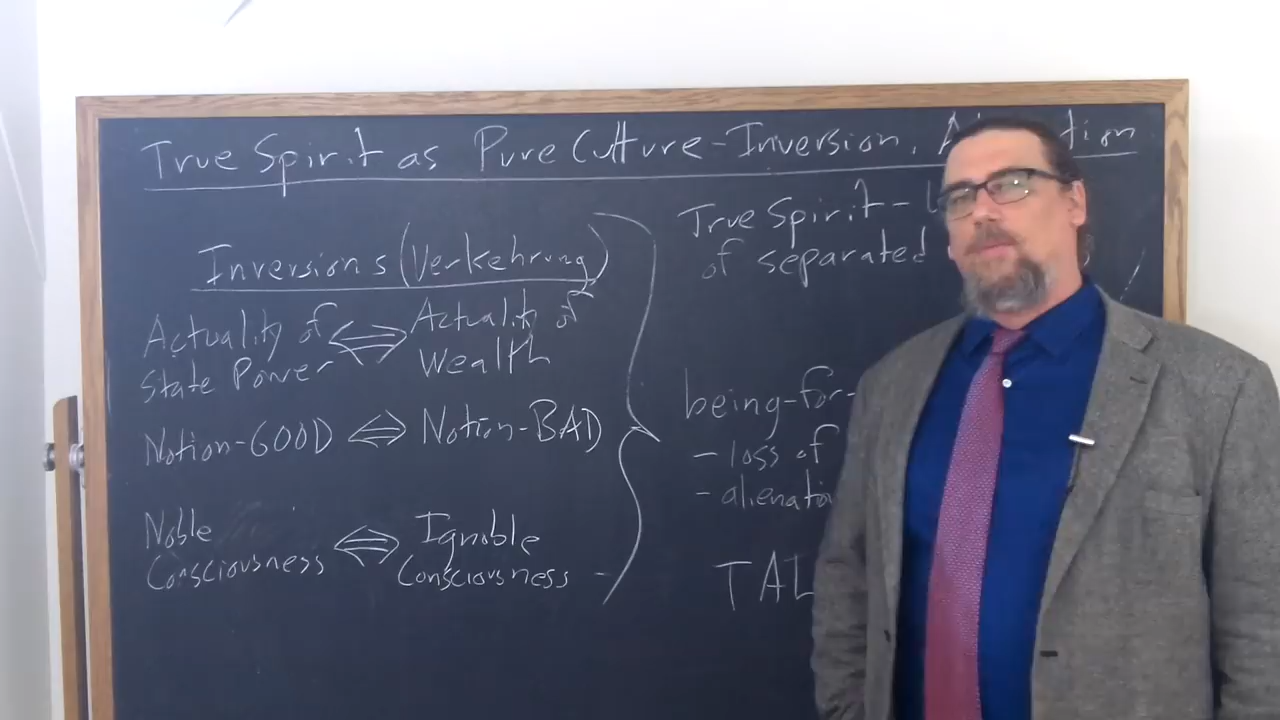 True Spirit as Pure Culture-Inversion,
Inversions (Verkehrung)
Actuality of
State Power
Actuality of
Wealth
Notion-GOOD
Notion-BAD
Noble
Consciousness
Ignoble
Consciousness
True Spirit -
of separated
being-for-
- loss of
- alienatio
TAL